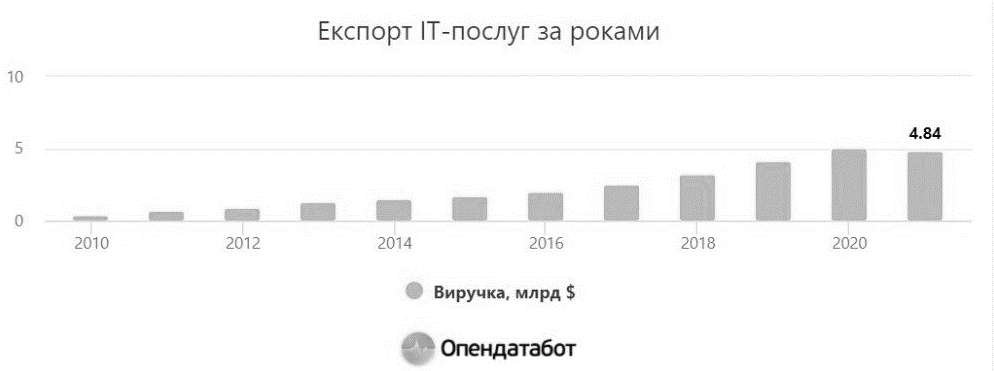 Експорт IT-послуг за роками
10
4.84
5
0
2010 2012 2014 2016 2018 2020
Виручка, млрд $
Опендатабот